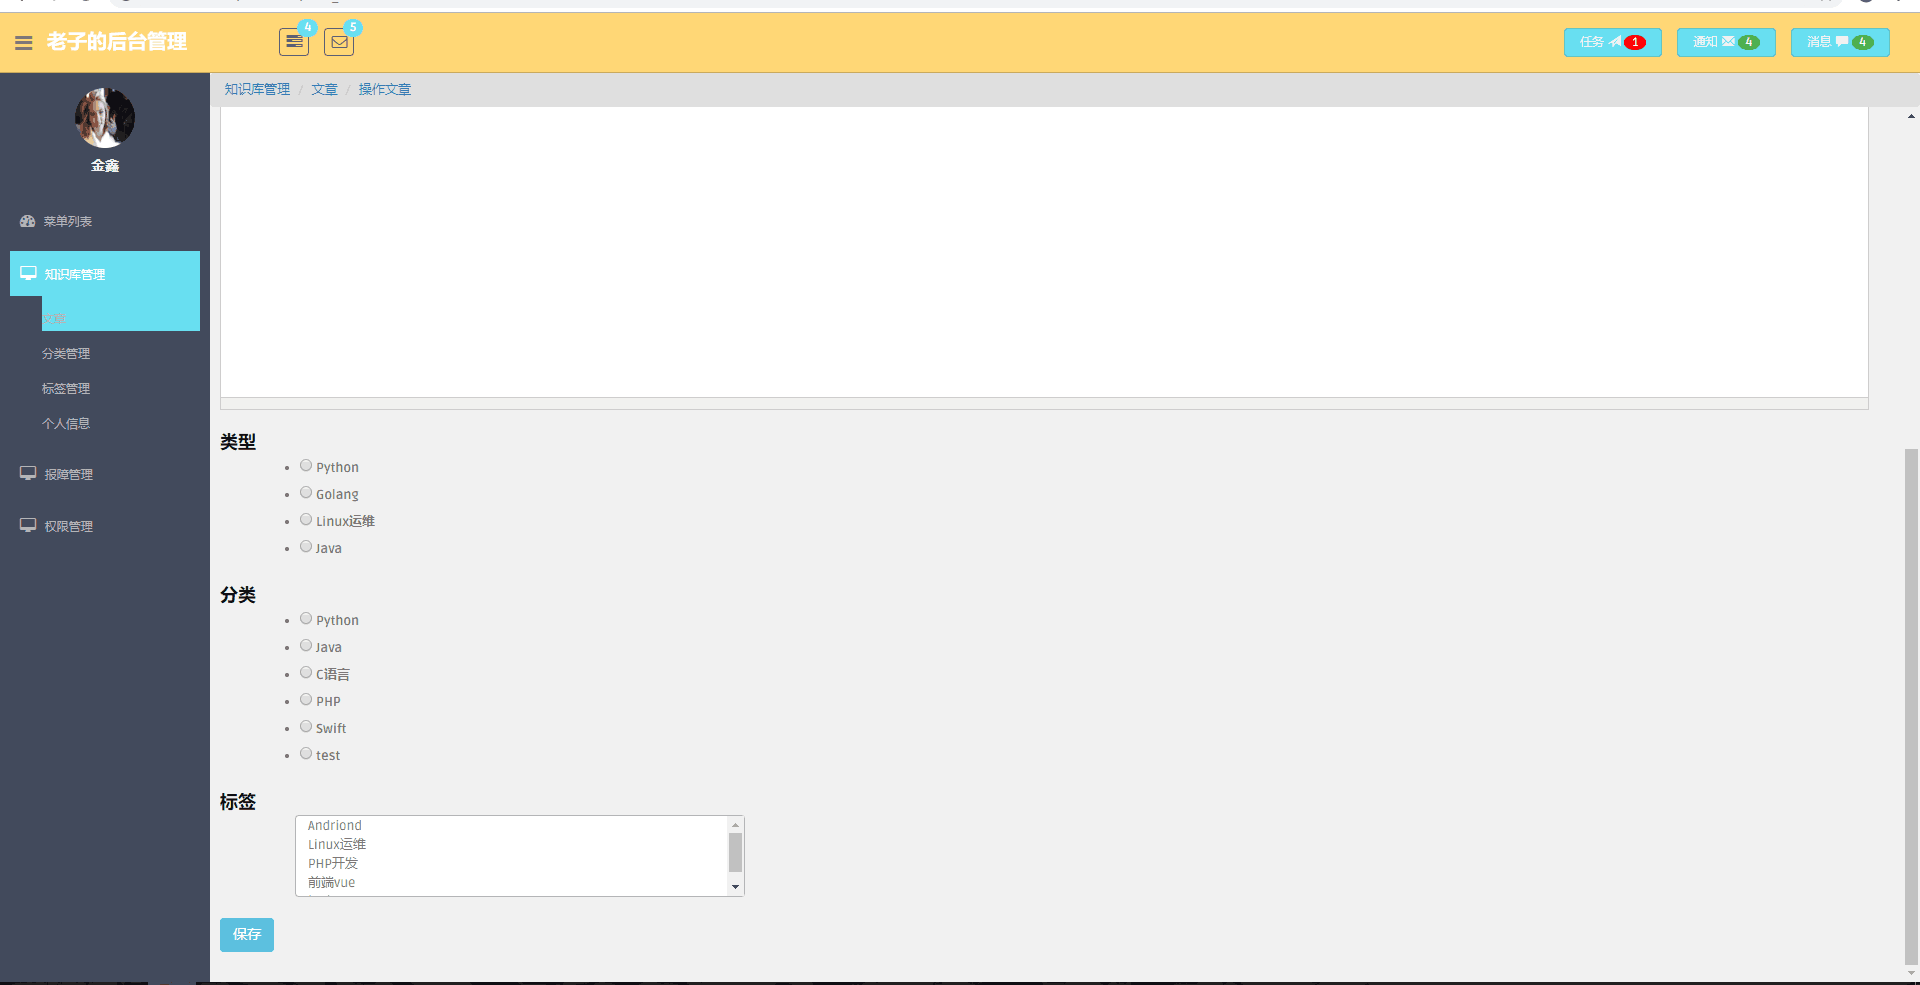 老子的后台管理
4
5
任务 1
通知 4
消息 4
知识库管理 / 文章 / 操作文章
金鑫
菜单列表
知识库管理
文章
分类管理
标签管理
个人信息
报障管理
权限管理
类型
Python
Golang
Linux运维
Java
分类
Python
Java
C语言
PHP
Swift
test
标签
Andriond
Linux运维
PHP开发
前端vue
保存